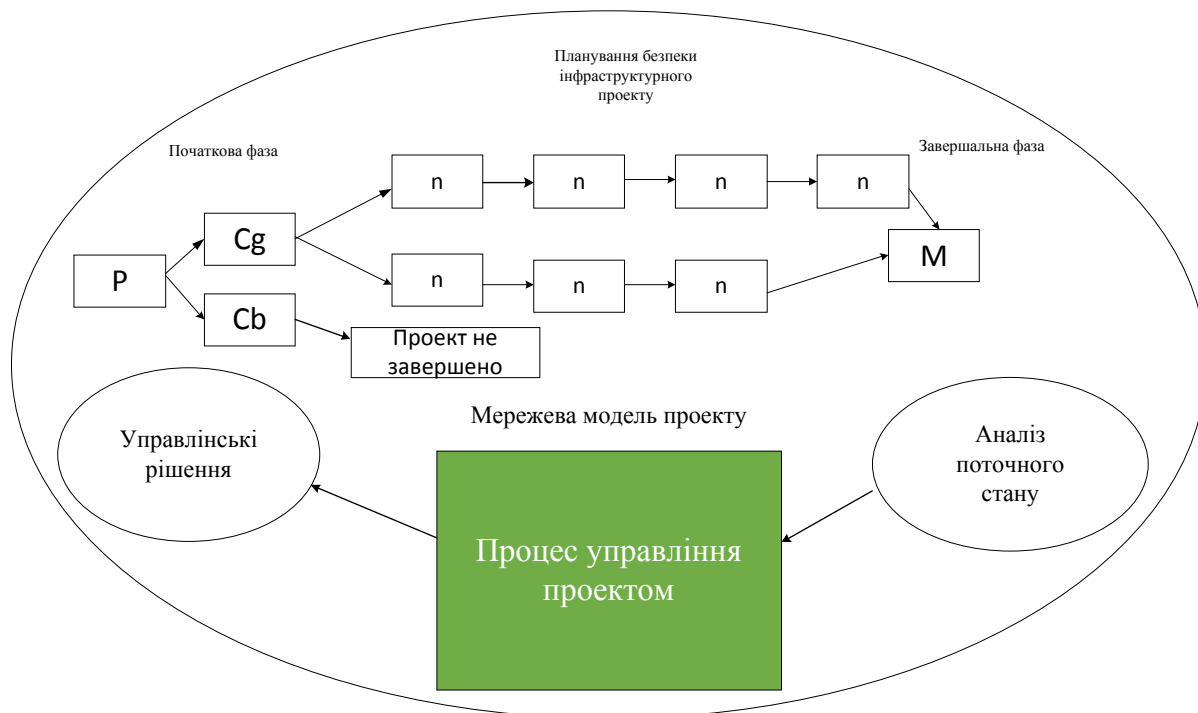 Планування безпеки
інфраструктурного
проекту
Початкова фаза
Завершальна фаза
n
n
n
n
Cg
M
P
n
n
n
Cb
Проект не
завершено
Мережева модель проекту
Управлінські
рішення
Аналіз
поточного
стану
Процес управління
проектом